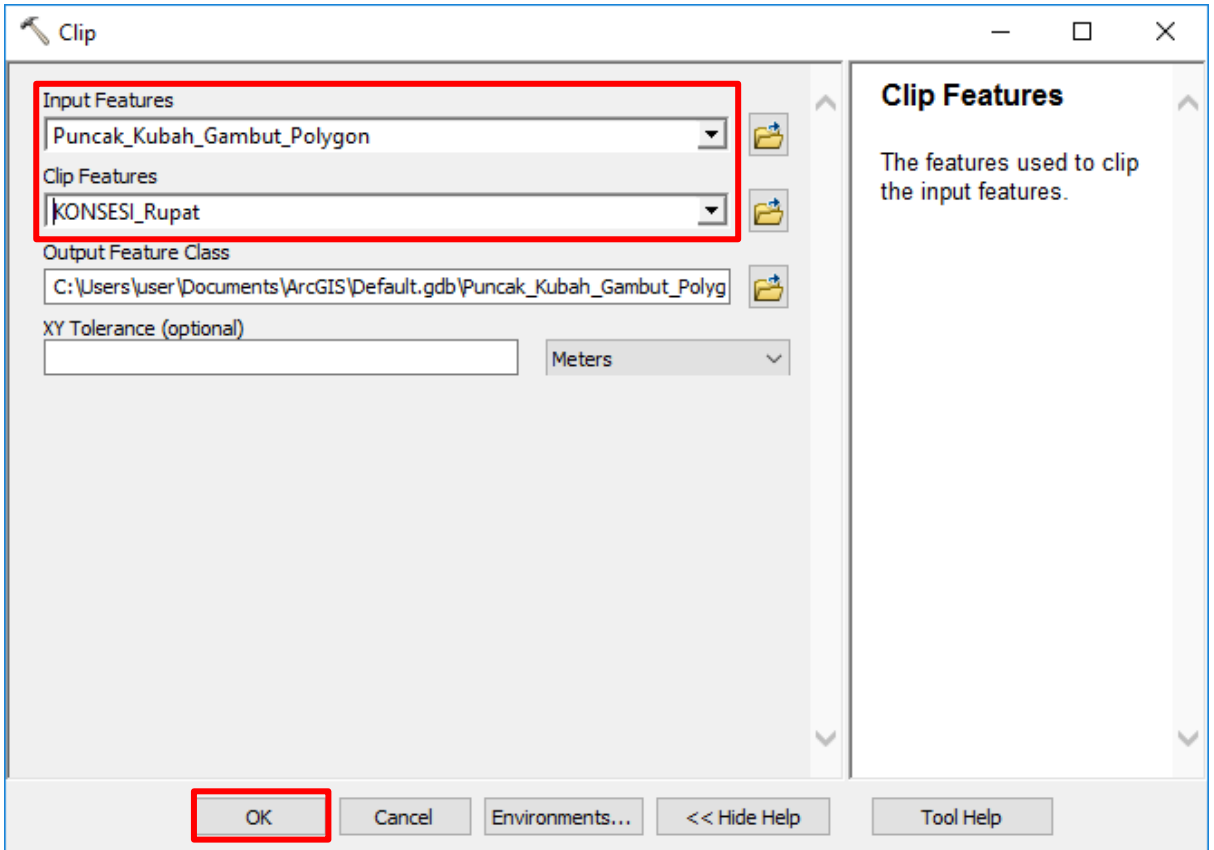 Clip
Input Features
Puncak_Kubah_Gambut_Polygon
Clip Features
KONSESI_Rupat
Output Feature Class
C:\Users\user\Documents\ArcGIS\Default.gdb\Puncak_Kubah_Gambut_Polyg
XY Tolerance (optional)
Meters
Clip Features
The features used to clip
the input features.
OK
Cancel
Environments...
<< Hide Help
Tool Help